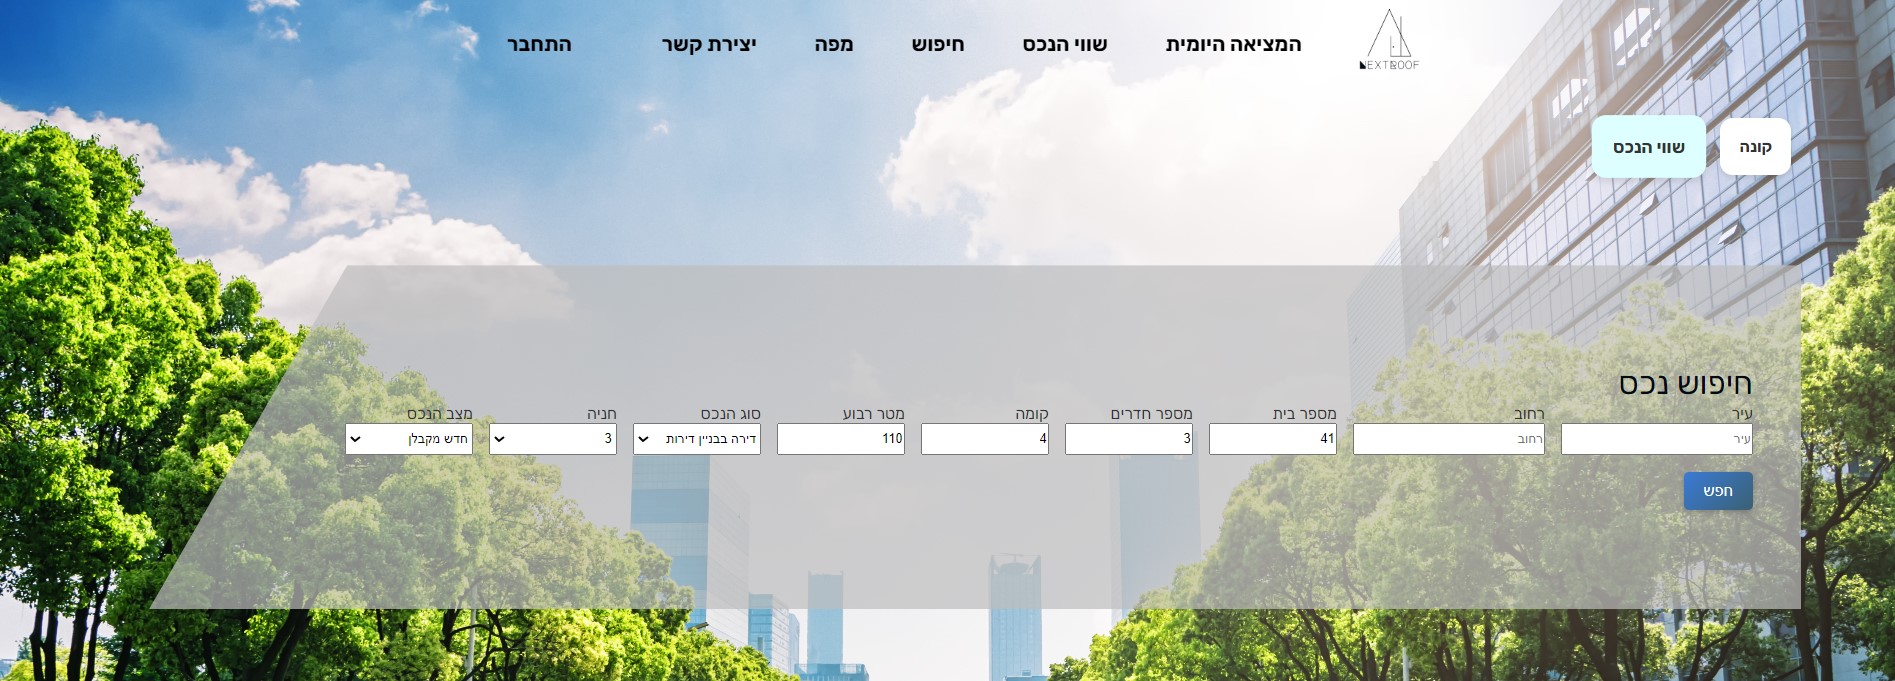 NEXTROOF
המציאה היומית
שווי הנכס
חיפוש
מפה
יצירת קשר
התחבר
קונה
שווי הנכס
חיפוש נכס
עיר
רחוב
מספר בית
מספר חדרים
קומה
מטר רבוע
סוג הנכס
חניה
מצב הנכס
עיר
רחוב
41
3
4
110
דירה בבניין דירות
3
חדש מקבלן
חפש